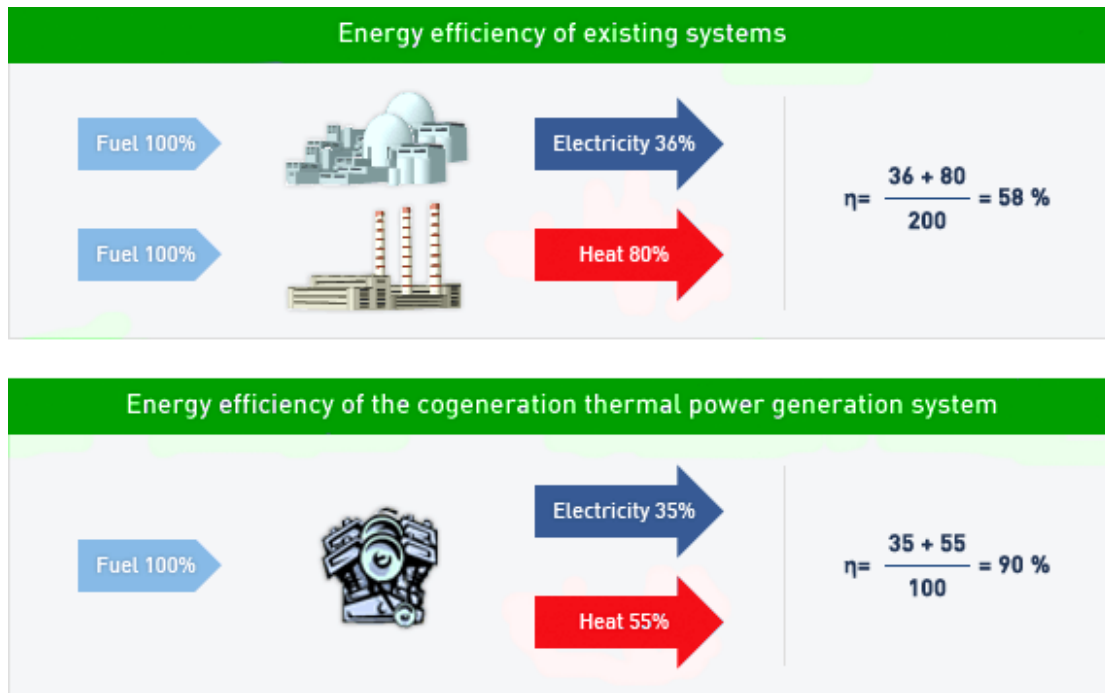 Energy efficiency of existing systems
Fuel 100%
Electricity 36%
Fuel 100%
Heat 80%
36 + 80
η= = 58 %
200
Energy efficiency of the cogeneration thermal power generation system
Fuel 100%
Electricity 35%
Heat 55%
35 + 55
η= = 90 %
100